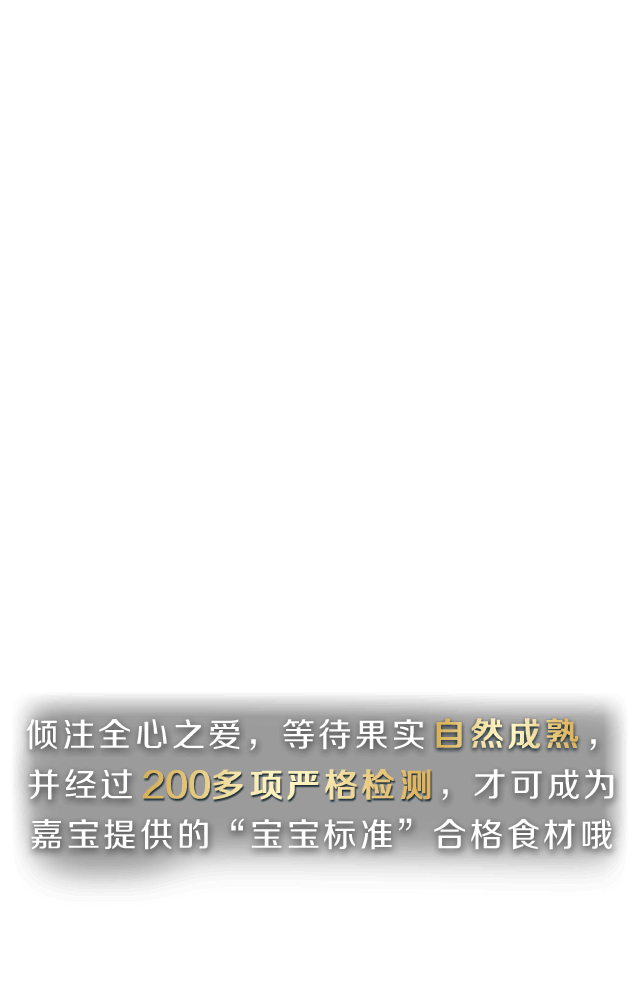 倾注全心之爱，等待果实自然成熟，
并经过200多项严格检测，才可成为
嘉宝提供的“宝宝标准”合格食材哦